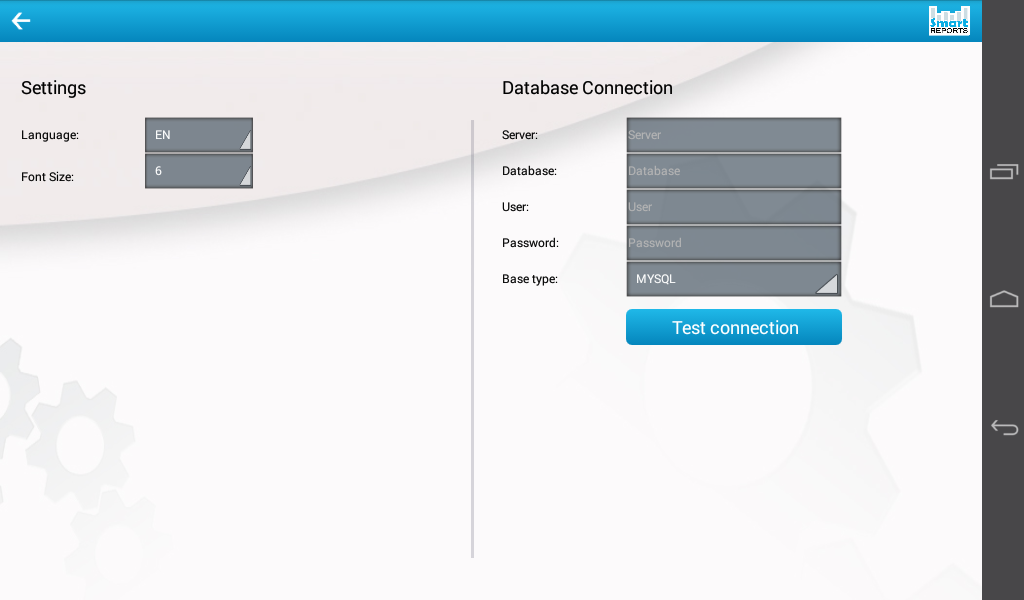 Smart
REPORTS
Settings
Language: EN
Font Size: 6
Database Connection
Server: Server
Database: Database
User: User
Password: Password
Base type: MYSQL
Test connection